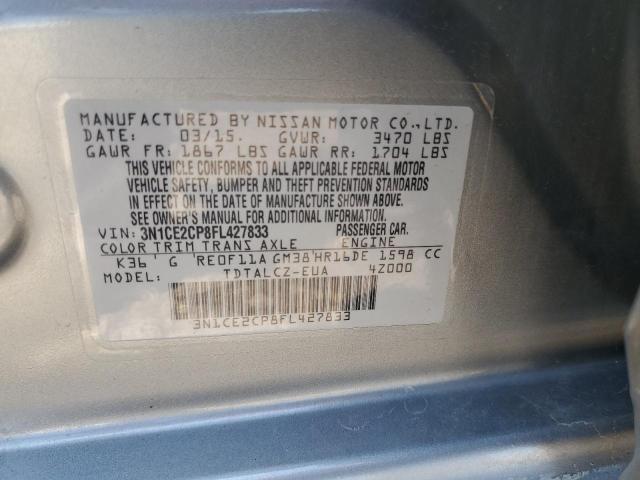 MANUFACTURED BY NISSAN MOTOR CO.,LTD.
DATE: 03/15. GVWR: 3470 LBS
GAWR FR: 1867 LBS GAWR RR: 1704 LBS
THIS VEHICLE CONFORMS TO ALL APPLICABLE FEDERAL MOTOR
VEHICLE SAFETY, BUMPER AND THEFT PREVENTION STANDARDS
IN EFFECT ON THE DATE OF MANUFACTURE SHOWN ABOVE.
SEE OWNER'S MANUAL FOR ADDITIONAL INFORMATION.
VIN: 3N1CE2CP8FL427833 PASSENGER CAR.
COLOR TRIM TRANS AXLE ENGINE
K36 G RE0F11A GM38 HR16DE 1598 CC
MODEL: TDTALCZ-EUA 4Z000
3N1CE2CP8FL427833